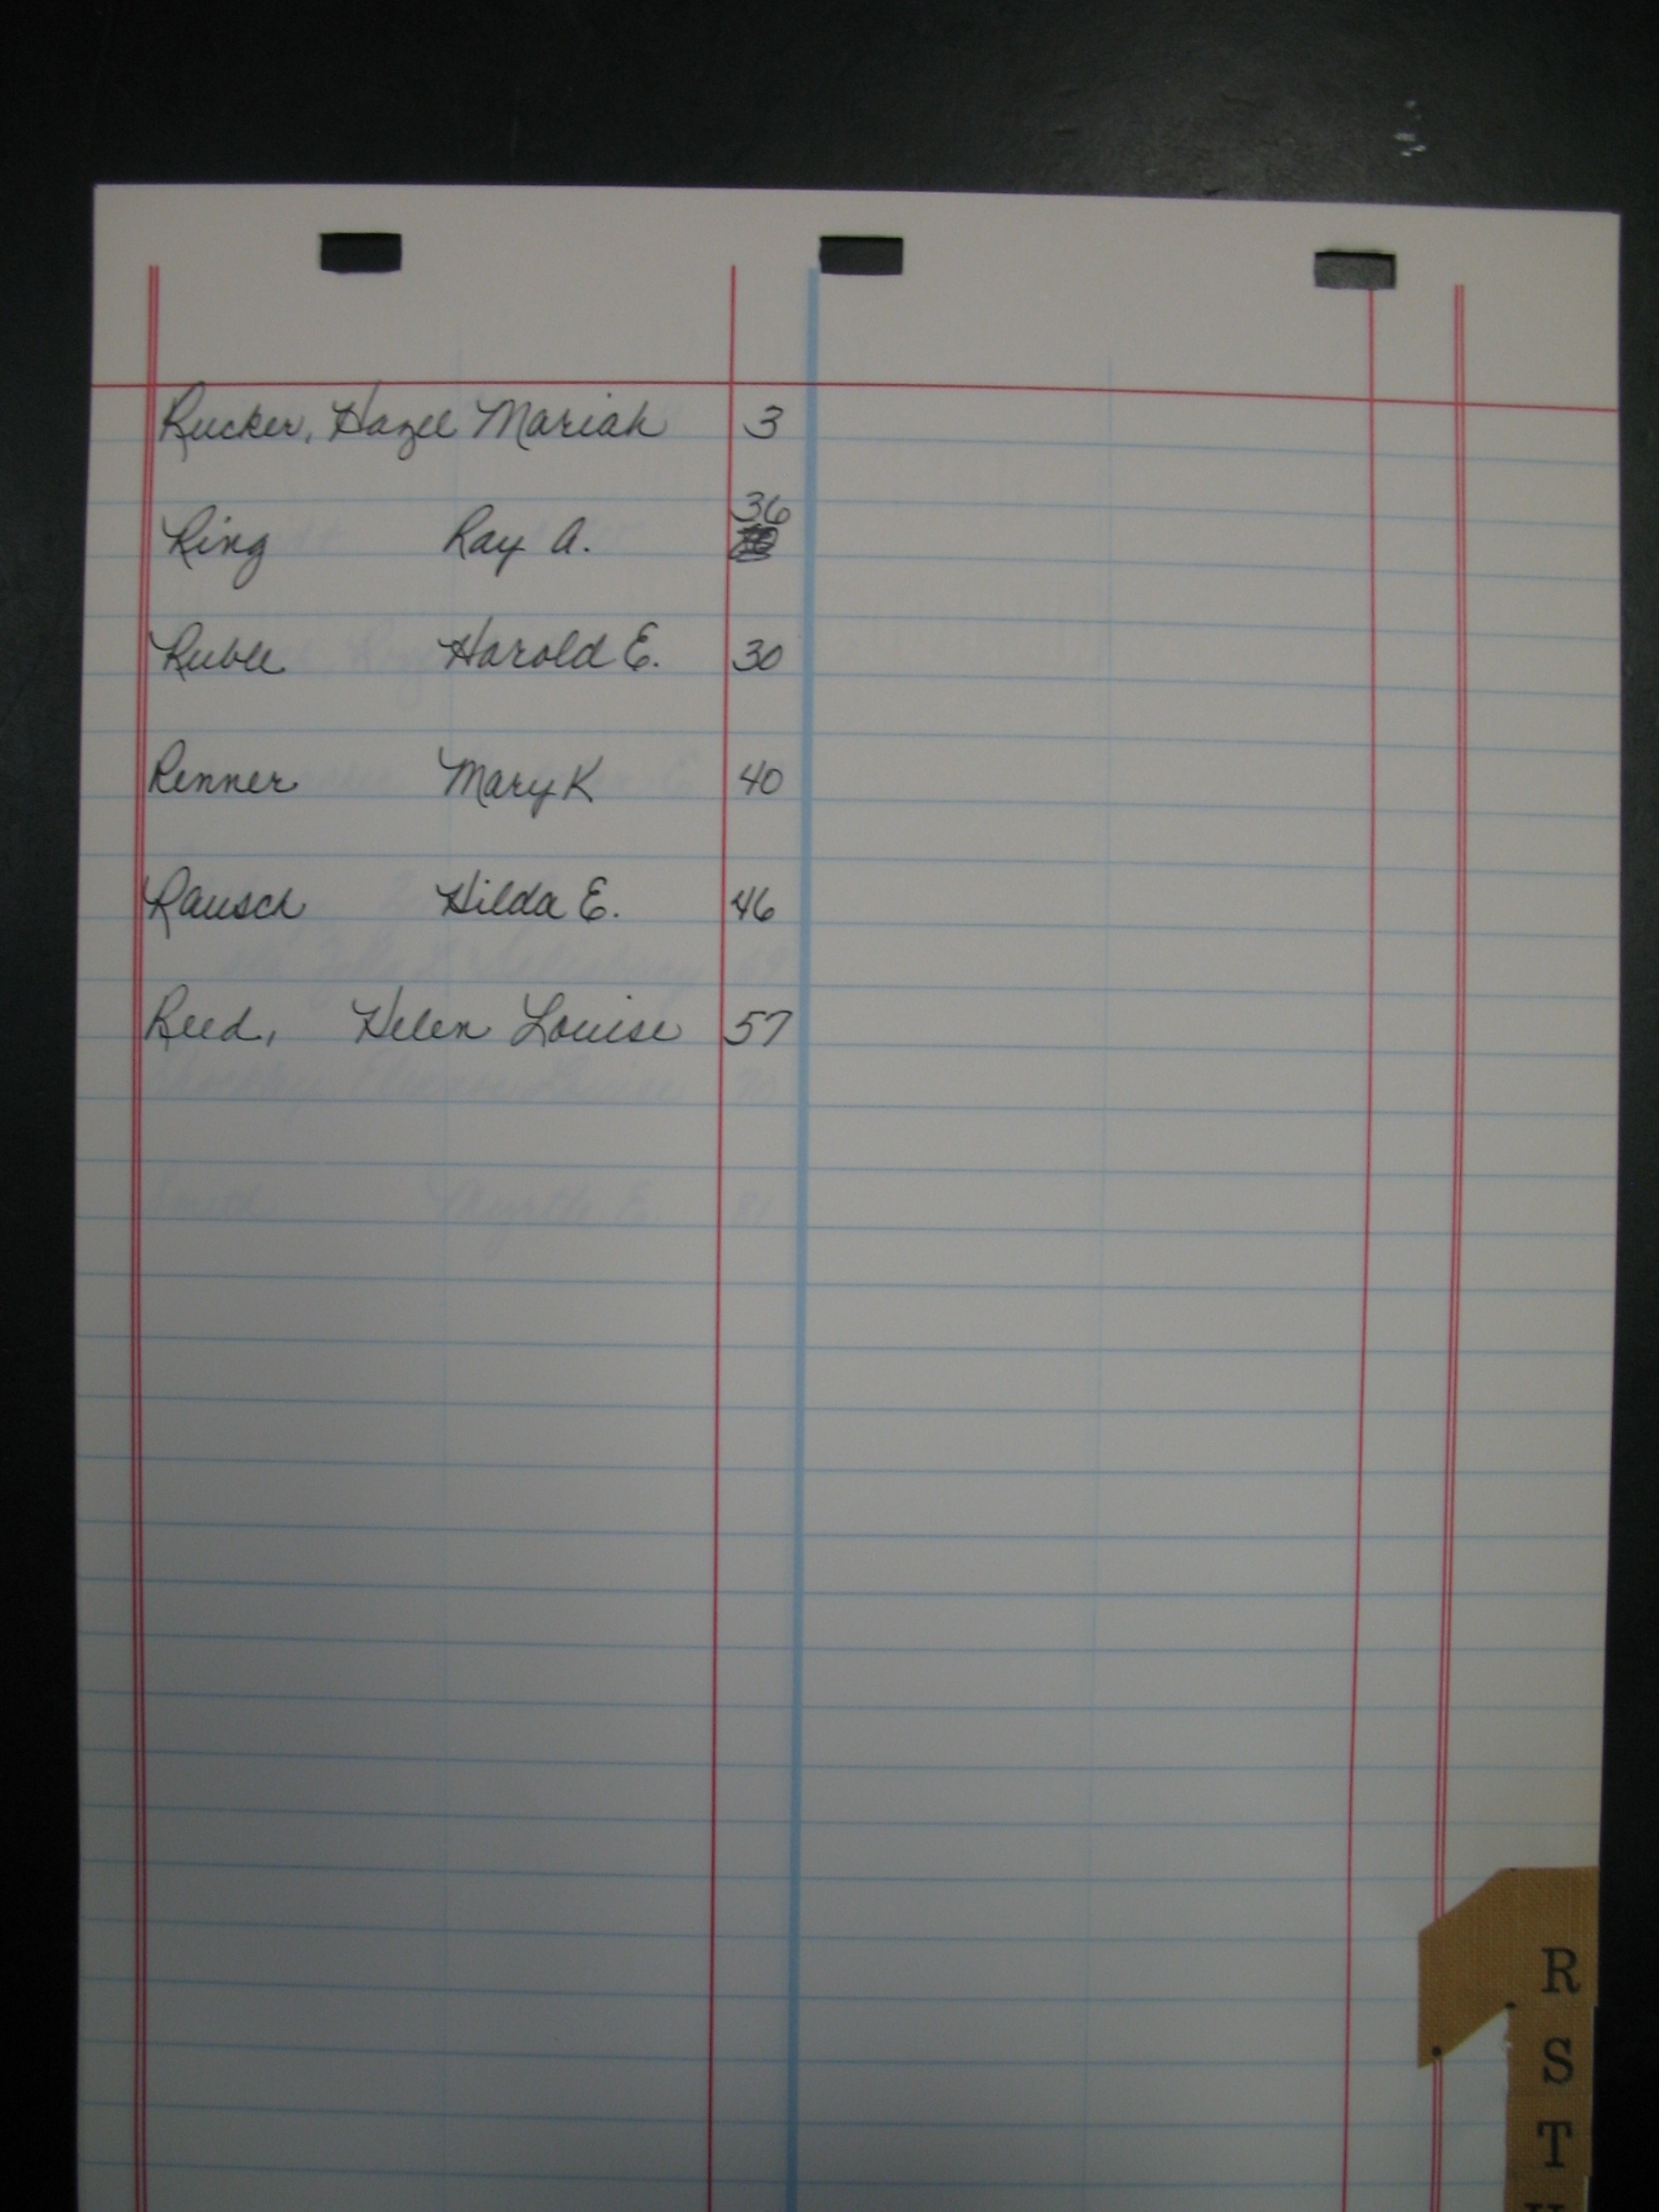 Rucker, Hazel Mariah 3
Ring Ray A. 36
Ruble Harold E. 30
Renner Mary K 40
Rausch Hilda E. 46
Reed, Helen Louise 57
R
S
T